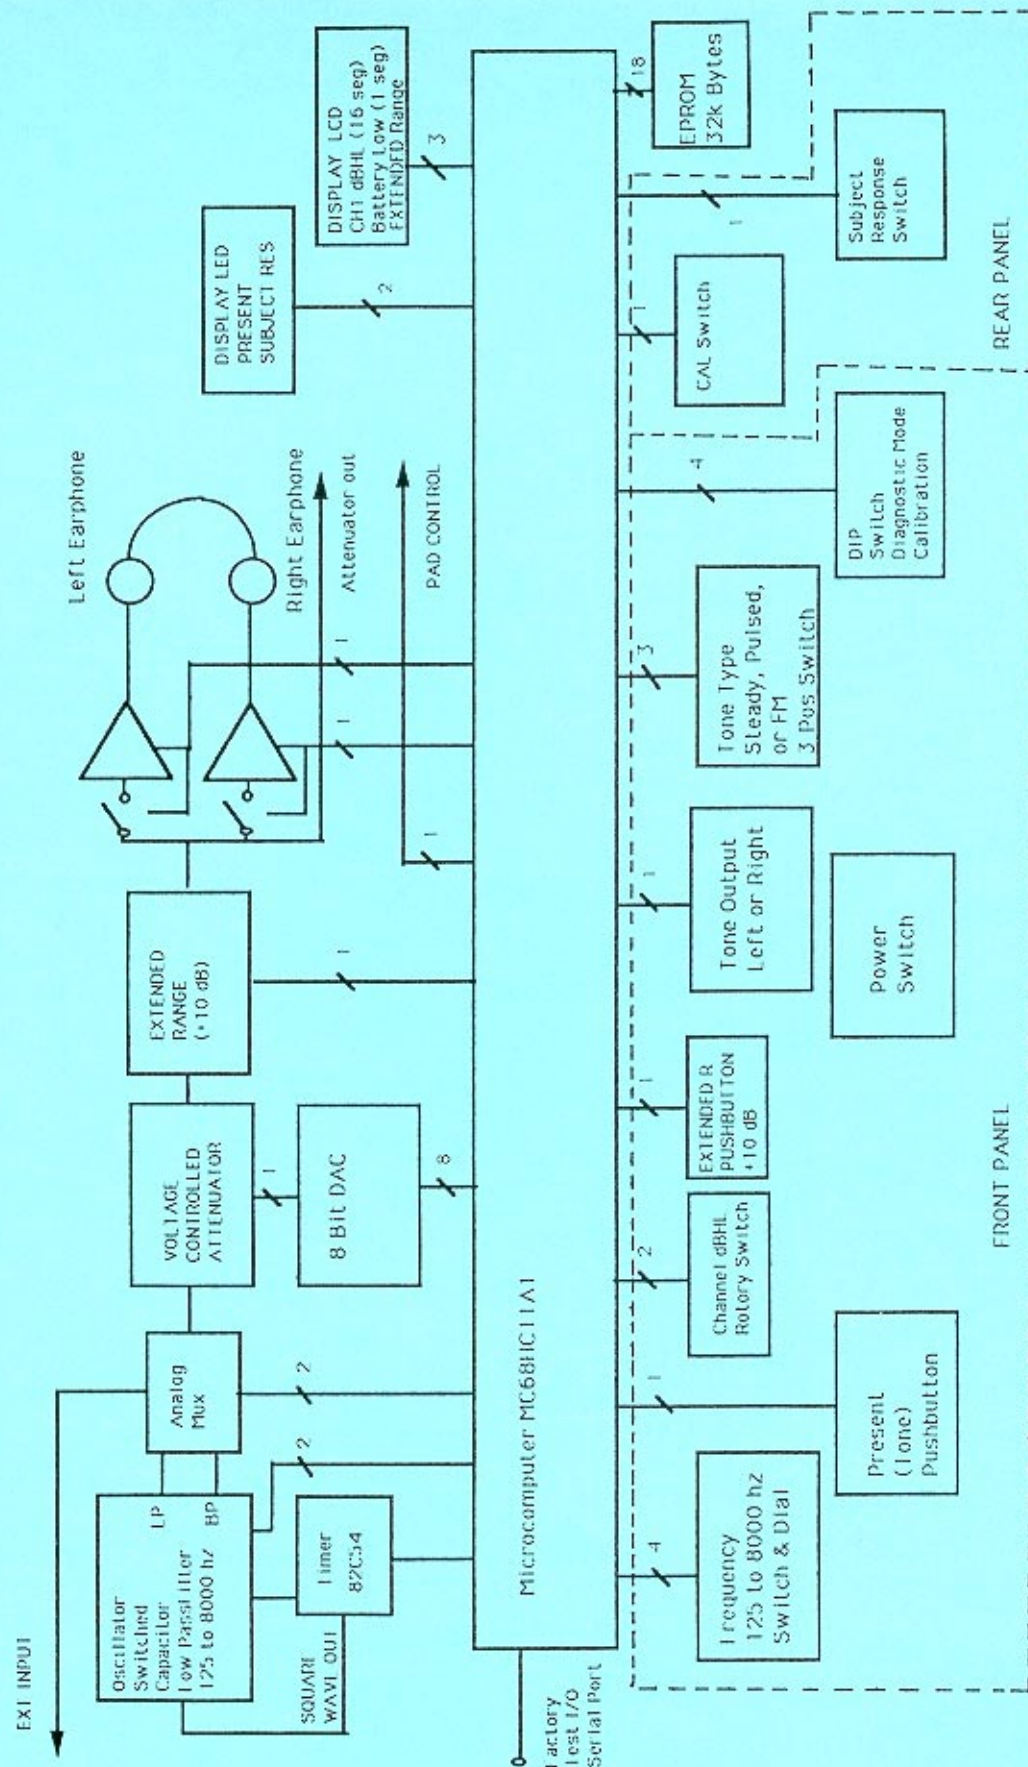 EXT INPUT
Oscillator
Switched
Capacitor
Low Pass Filter
125 to 8000 hZ
LP
BP
SQUARE
WAVE OUT
Timer
82C54
2
Analog
Mux
2
VOLTAGE
CONTROLLED
ATTENUATOR
1
8 Bit DAC
8
EXTENDED
RANGE
(+10 dB)
1
Left Earphone
Right Earphone
Attenuator out
1
1
PAD CONTROL
1
DISPLAY LED
PRESENT
SUBJECT RES
2
DISPLAY LCD
CH1 dBHL (16 seg)
Battery Low (1 seg)
EXTENDED Range
3
Microcomputer MC68HC11A1
Factory
Test I/O
Serial Port
18
EPROM
32k Bytes
4
Frequency
125 to 8000 hZ
Switch & Dial
1
Present
(Tone)
Pushbutton
2
Channel dBHL
Rotory Switch
1
EXTENDED R
PUSHBUTTON
+10 dB
1
Tone Output
Left or Right
Power
Switch
3
Tone Type
Steady, Pulsed,
or FM
3 Pos Switch
4
DIP
Switch
Diagnostic Mode
Calibration
1
CAL Switch
1
Subject
Response
Switch
FRONT PANEL
REAR PANEL